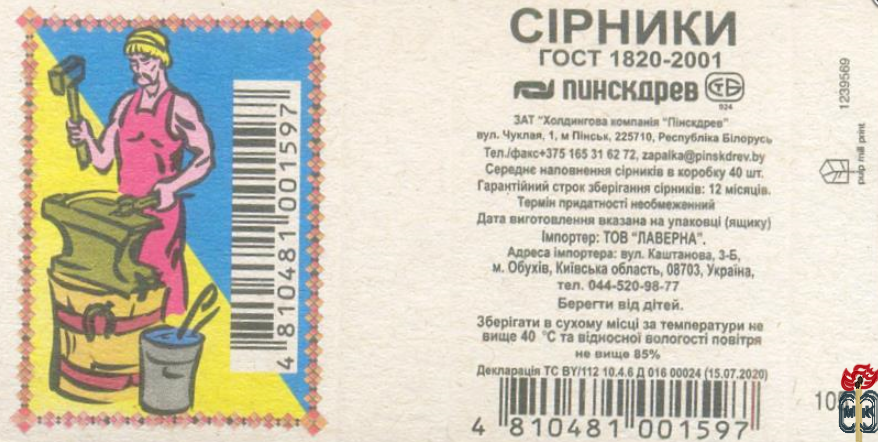 4 810481 001597
СІРНИКИ
ГОСТ 1820-2001
ПИНСКДРЕВ СТБ
924
ЗАТ "Холдингова компанія "Пінскдрев"
вул. Чуклая, 1, м Пінськ, 225710, Республіка Білорусь
Тел./факс+375 165 31 62 72, zapalka@pinskdrev.by
Середнє наповнення сірників в коробку 40 шт.
Гарантійний строк зберігання сірників: 12 місяців.
Термін придатності необмежений
Дата виготовлення вказана на упаковці (ящику)
Імпортер: ТОВ "ЛАВЕРНА".
Адреса імпортера: вул. Каштанова, 3-Б,
м. Обухів, Київська область, 08703, Україна,
тел. 044-520-98-77
Берегти від дітей.
Зберігати в сухому місці за температури не
вище 40 °С та відносної вологості повітря
не вище 85%
Декларація ТС BY/112 10.4.6 Д 016 00024 (15.07.2020)
4 810481 001597
1239569
pulp mill print